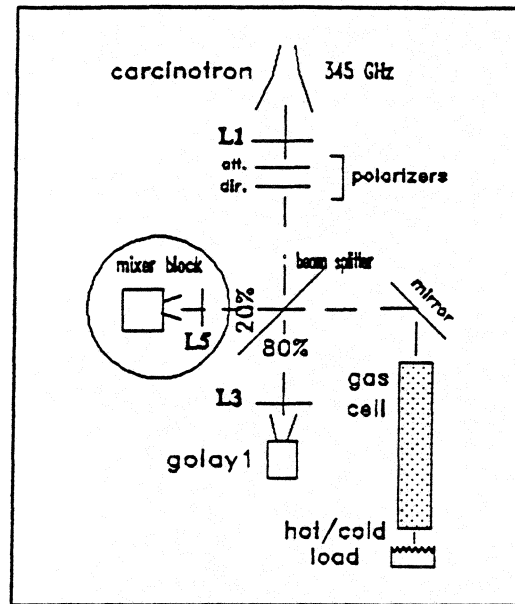 carcinotron 345 GHz
L1
att.
dir.
polarizers
beam splitter
mixer block
20%
L5
80%
mirror
gas
cell
L3
golay1
hot/cold
load